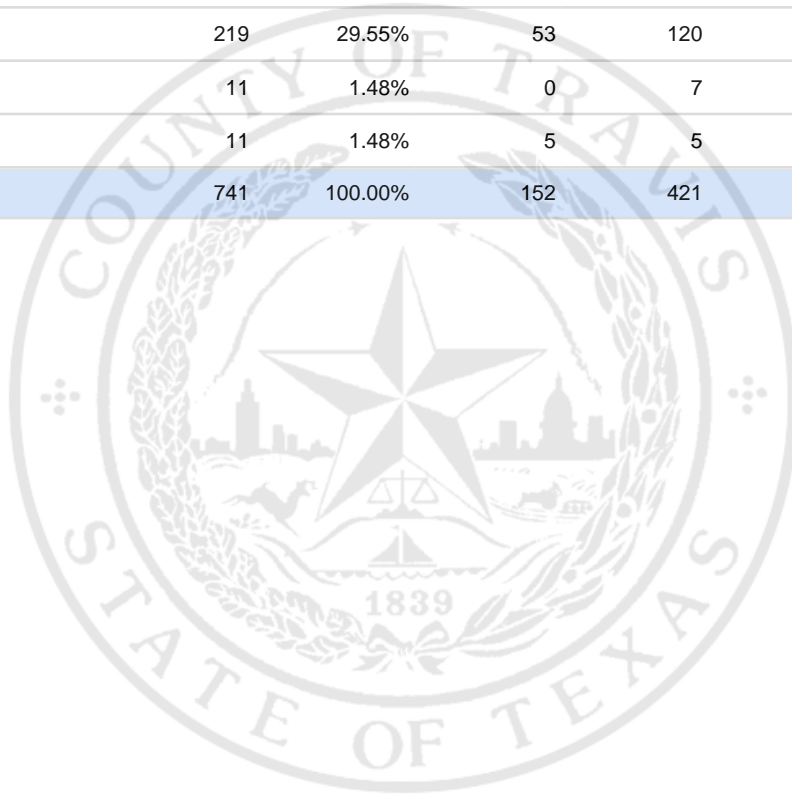 219 29.55% 53 120
11 1.48% 0 7
11 1.48% 5 5
741 100.00% 152 421
COUNTY OF TRAVIS
1839
STATE OF TEXAS